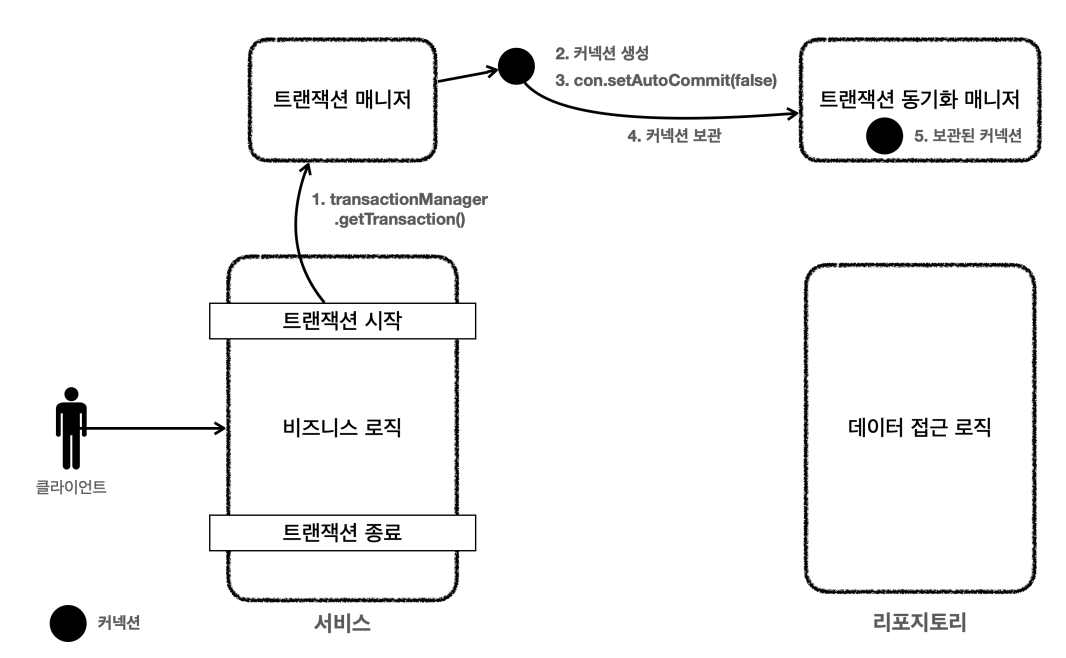 트랜잭션 매니저
2. 커넥션 생성
3. con.setAutoCommit(false)
4. 커넥션 보관
트랜잭션 동기화 매니저
5. 보관된 커넥션
1. transactionManager
.getTransaction()
트랜잭션 시작
비즈니스 로직
트랜잭션 종료
데이터 접근 로직
클라이언트
커넥션
서비스
리포지토리